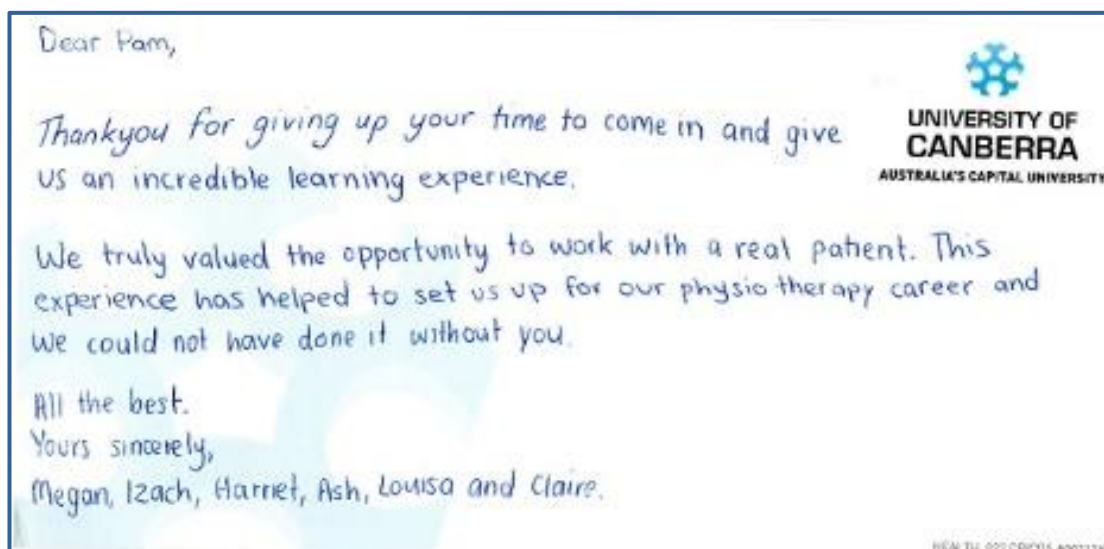 Dear Pam,
UNIVERSITY OF
CANBERRA
AUSTRALIA'S CAPITAL UNIVERSITY
Thankyou for giving up your time to come in and give
us an incredible learning experience.
We truly valued the opportunity to work with a real patient. This
experience has helped to set us up for our physio therapy career and
we could not have done it without you.
All the best.
Yours sincerely,
Megan, Izach, Harriet, Ash, Louisa and Claire.